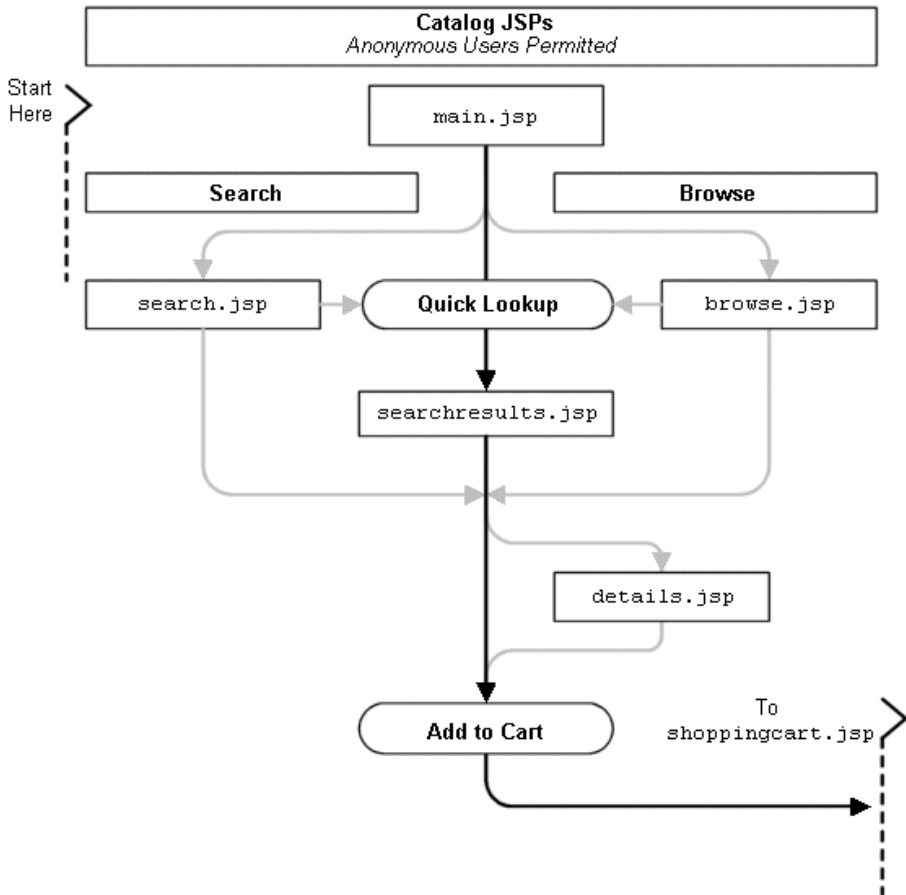 Catalog JSPs
Anonymous Users Permitted
Start
Here
main.jsp
Search
Browse
search.jsp
Quick Lookup
browse.jsp
searchresults.jsp
details.jsp
Add to Cart
To
shoppingcart.jsp